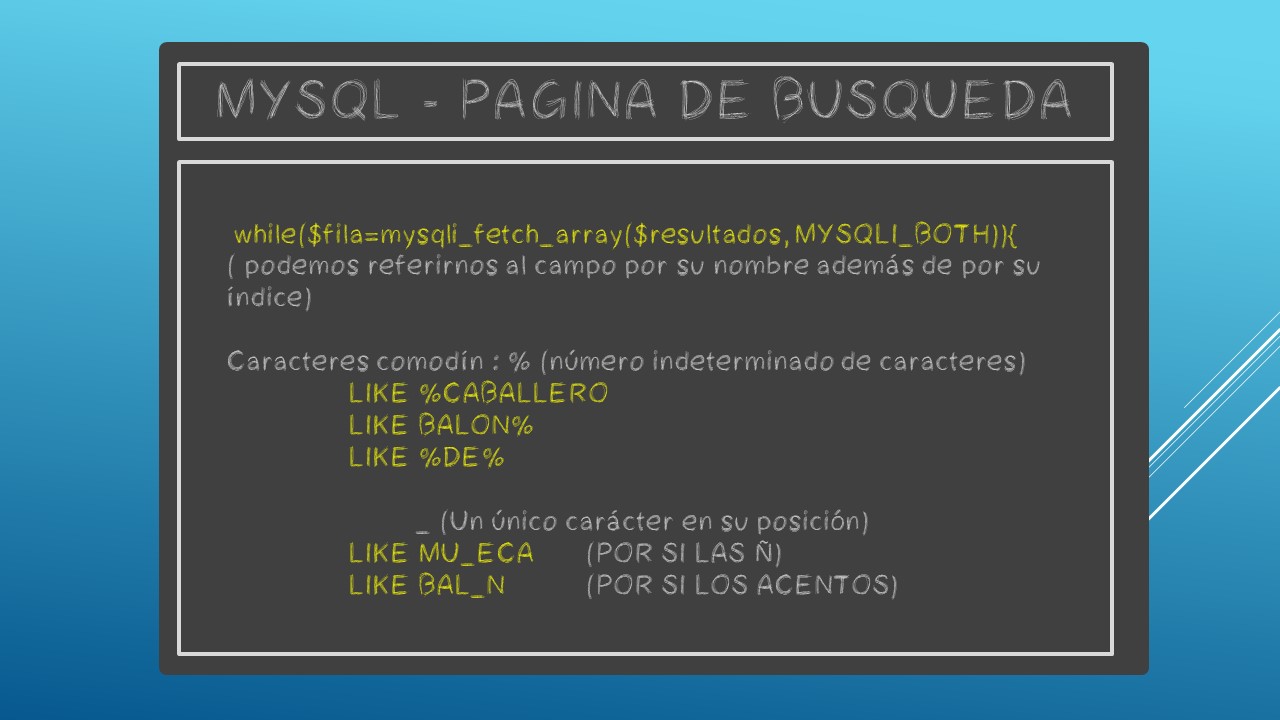 MYSQL - PAGINA DE BUSQUEDA
while($fila=mysqli_fetch_array($resultados, MYSQLI_BOTH)){
( podemos referirnos al campo por su nombre además de por su
índice)
Caracteres comodín : % (número indeterminado de caracteres)
LIKE %CABALLERO
LIKE BALON%
LIKE %DE%
_ (Un único carácter en su posición)
LIKE MU_ECA (POR SI LAS Ñ)
LIKE BAL_N (POR SI LOS ACENTOS)